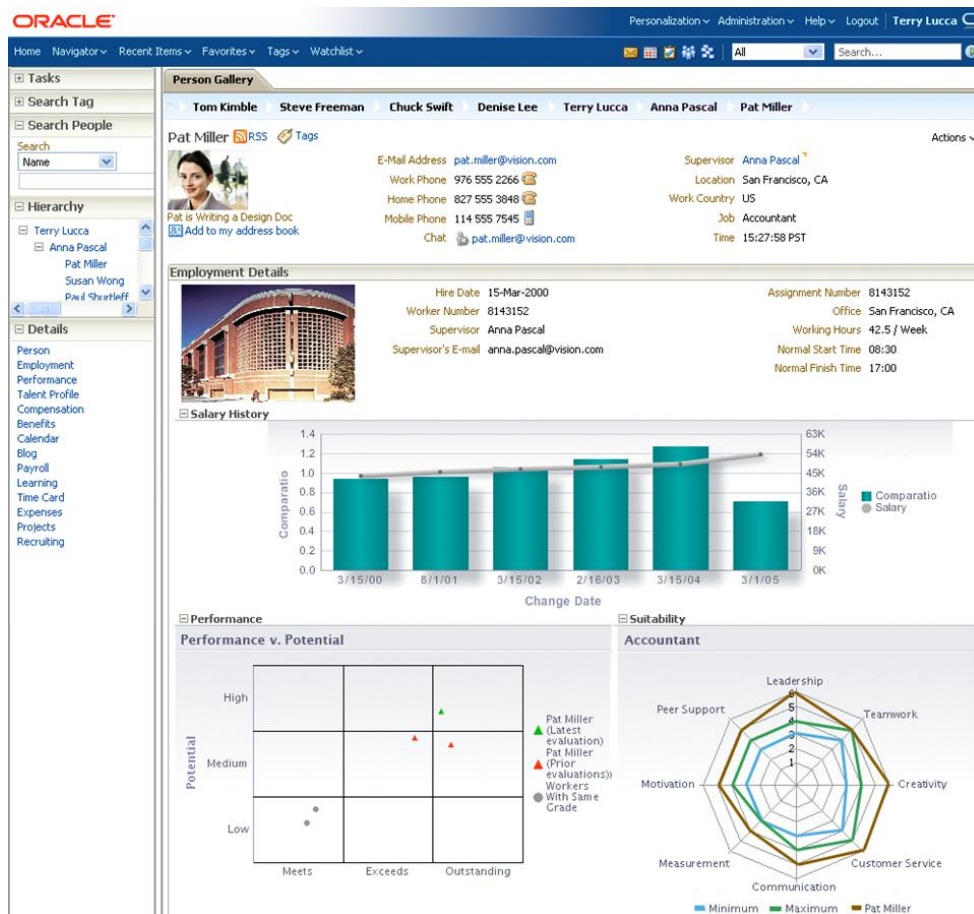 ORACLE
Personalization Administration Help Logout Terry Lucca
Home Navigator Recent Items Favorites Tags Watchlist
All Search...
Tasks
Search Tag
Search People
Search
Name
Hierarchy
Terry Lucca
Anna Pascal
Pat Miller
Susan Wong
Paul Shurtleff
Details
Person
Employment
Performance
Talent Profile
Compensation
Benefits
Calendar
Blog
Payroll
Learning
Time Card
Expenses
Projects
Recruiting
Person Gallery
Tom Kimble Steve Freeman Chuck Swift Denise Lee Terry Lucca Anna Pascal Pat Miller
Pat Miller RSS Tags
Actions
Pat is Writing a Design Doc
Add to my address book
E-Mail Address pat.miller@vision.com
Work Phone 976 555 2266
Home Phone 827 555 3848
Mobile Phone 114 555 7545
Chat pat.miller@vision.com
Supervisor Anna Pascal
Location San Francisco, CA
Work Country US
Job Accountant
Time 15:27:58 PST
Employment Details
Hire Date 15-Mar-2000
Worker Number 8143152
Supervisor Anna Pascal
Supervisor's E-mail anna.pascal@vision.com
Assignment Number 8143152
Office San Francisco, CA
Working Hours 42.5 / Week
Normal Start Time 08:30
Normal Finish Time 17:00
Salary History
1.4
1.2
1.0
0.8
0.6
0.4
0.2
0.0
Comparatio
63K
54K
45K
36K
27K
18K
9K
0K
Salary
Comparatio
Salary
3/15/00 8/1/01 3/15/02 2/16/03 3/15/04 3/1/05
Change Date
Performance
Performance v. Potential
Potential
High
Medium
Low
Meets Exceeds Outstanding
Pat Miller
(Latest
evaluation)
Pat Miller
(Prior
evaluations))
Workers
With Same
Grade
Suitability
Accountant
Leadership
Peer Support
Teamwork
Motivation
Creativity
Measurement
Customer Service
Communication
6
5
4
3
2
1
Minimum Maximum Pat Miller